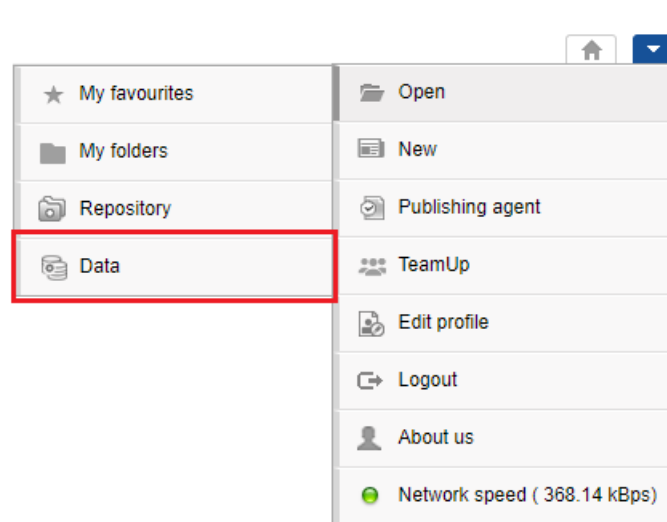 My favourites
My folders
Repository
Data
Open
New
Publishing agent
TeamUp
Edit profile
Logout
About us
Network speed ( 368.14 kBps)